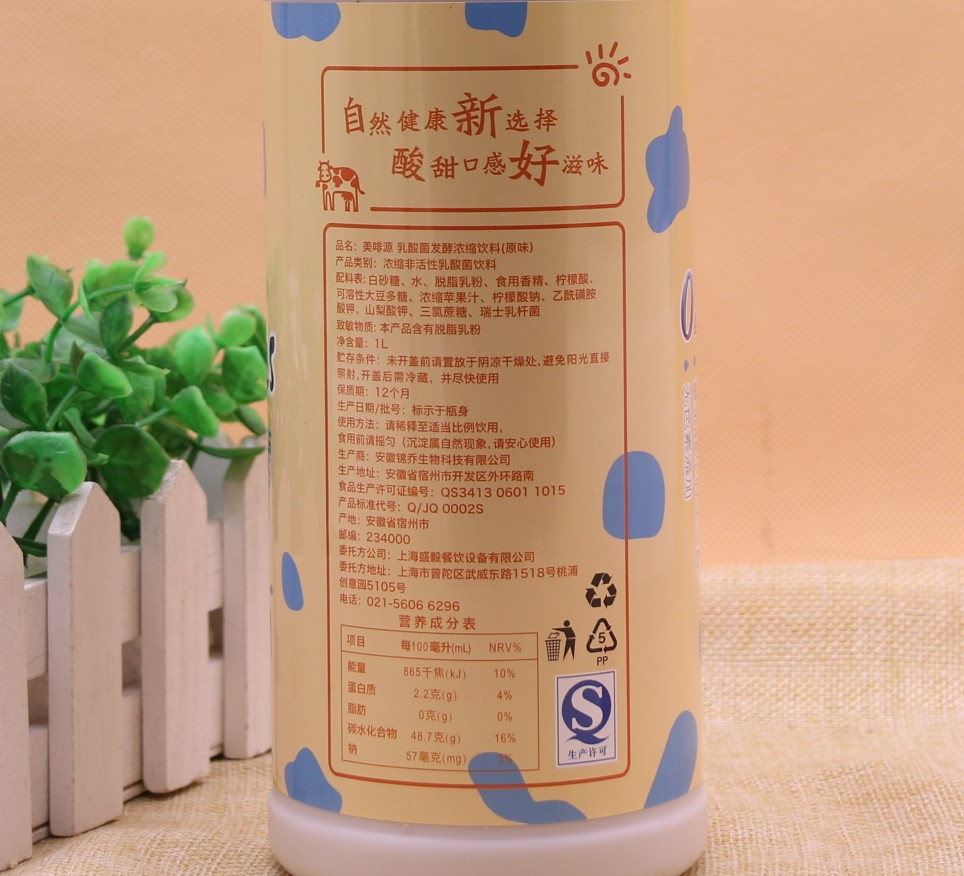 自然健康新选择
酸甜口感好滋味
品名：美啡源 乳酸菌发酵浓缩饮料(原味)
产品类别：浓缩非活性乳酸菌饮料
配料表: 白砂糖、水、脱脂乳粉、食用香精、柠檬酸、
可溶性大豆多糖、浓缩苹果汁、柠檬酸钠、乙酰磺胺
酸钾、山梨酸钾、三氯蔗糖、瑞士乳杆菌
致敏物质: 本产品含有脱脂乳粉
净含量：1L
贮存条件：未开盖前请置放于阴凉干燥处,避免阳光直接
照射,开盖后需冷藏，并尽快使用
保质期：12个月
生产日期/批号：标示于瓶身
使用方法：请稀释至适当比例饮用,
食用前请摇匀（沉淀属自然现象,请安心使用）
生产商：安徽锦乔生物科技有限公司
生产地址：安徽省宿州市开发区外环路南
食品生产许可证编号：QS3413 0601 1015
产品标准代号：Q/JQ 0002S
产地：安徽省宿州市
邮编：234000
委托方公司：上海盛毅餐饮设备有限公司
委托方地址：上海市普陀区武威东路1518号桃浦
创意园5105号
电话：021-5606 6296
营养成分表
项目 每100毫升(mL) NRV%
能量 865千焦(kJ) 10%
蛋白质 2.2克(g) 4%
脂肪 0克(g) 0%
碳水化合物 48.7克(g) 16%
钠 57毫克(mg) 3%
5
PP
S
生产许可